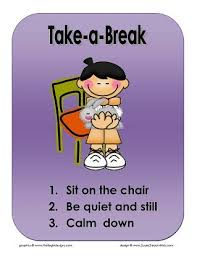 Take-a-Break
1. Sit on the chair
2. Be quiet and still
3. Calm down